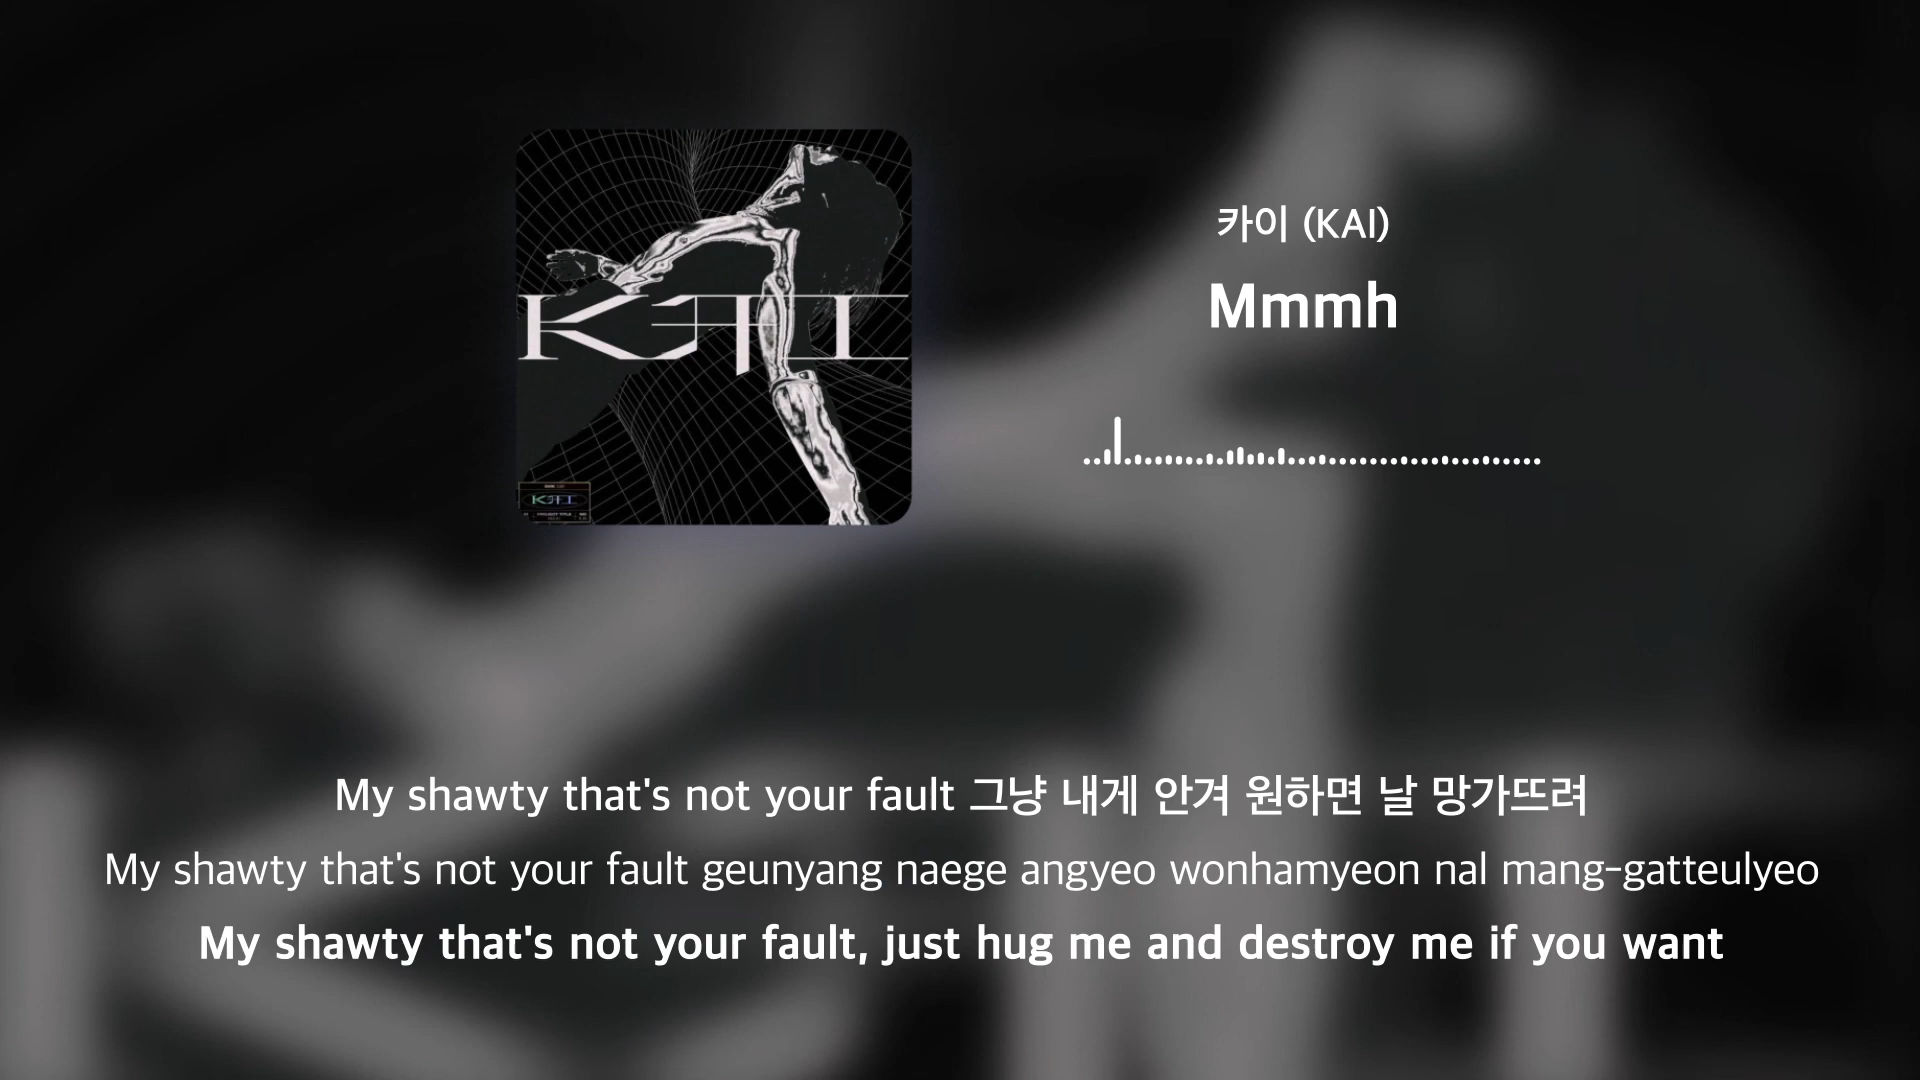 KAI
KAI
카이 (KAI)
Mmmh
My shawty that's not your fault 그냥 내게 안겨 원하면 날 망가뜨려
My shawty that's not your fault geunyang naege angyeo wonhamyeon nal mang-gatteulyeo
My shawty that's not your fault, just hug me and destroy me if you want